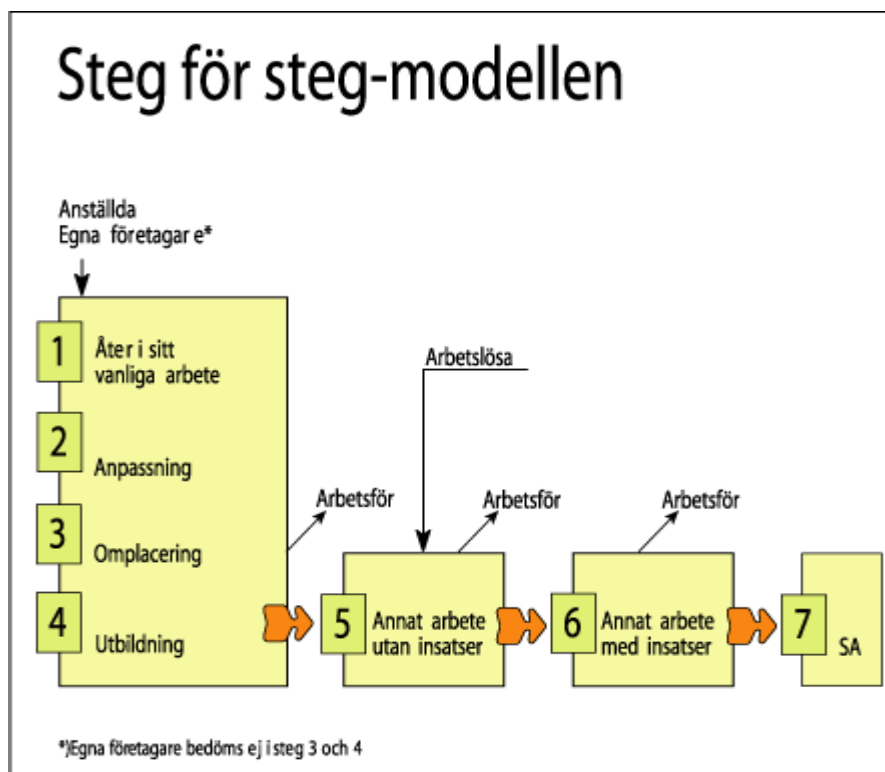 Steg för steg-modellen
Anställda
Egna företagare*
1
Åter i sitt
vanliga arbete
2
Anpassning
3
Omplacering
4
Utbildning
Arbetsför
Arbetslösa
5
Annat arbete
utan insatser
Arbetsför
6
Annat arbete
med insatser
Arbetsför
7
SA
*)Egna företagare bedöms ej i steg 3 och 4